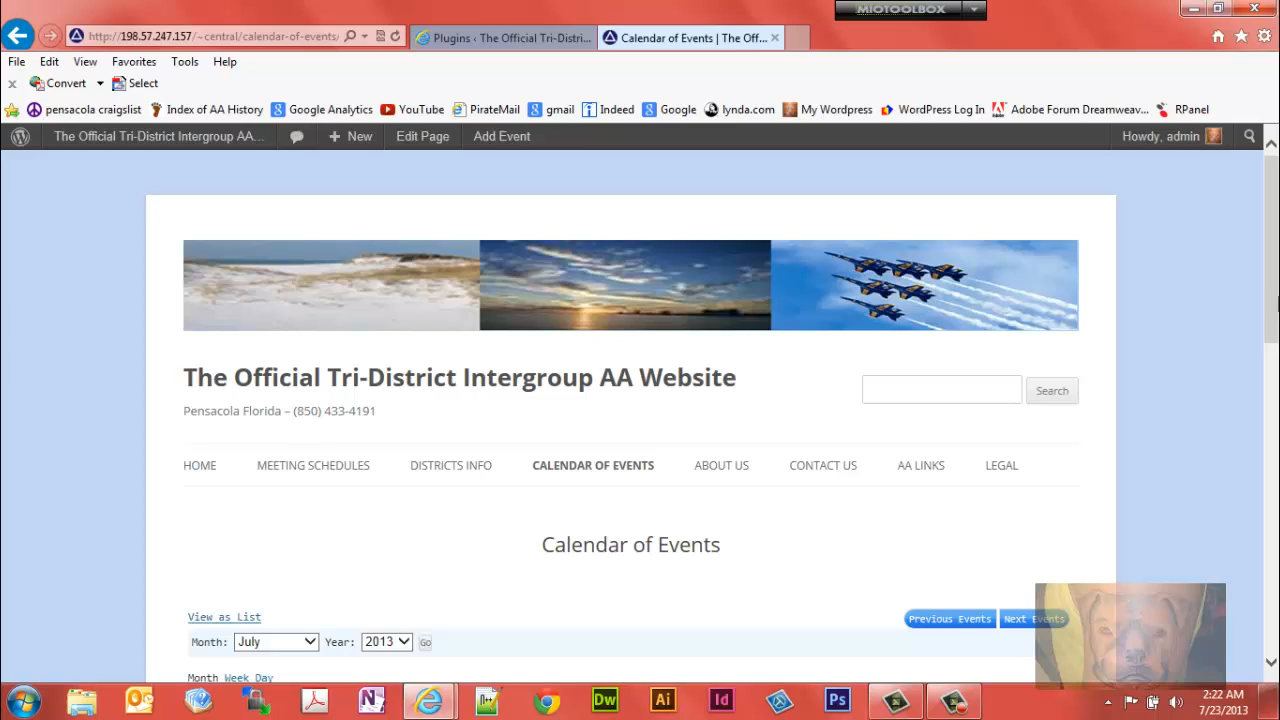 MIOTOOLBOX
http://198.57.247.157/~central/calendar-of-events/
Plugins ‹ The Official Tri-Distri...
Calendar of Events | The Off...
File Edit View Favorites Tools Help
Convert Select
pensacola craigslist Index of AA History Google Analytics YouTube PirateMail gmail Indeed Google lynda.com My Wordpress WordPress Log In Adobe Forum Dreamweav... RPanel
The Official Tri-District Intergroup AA... + New Edit Page Add Event Howdy, admin
The Official Tri-District Intergroup AA Website
Search
Pensacola Florida – (850) 433-4191
HOME MEETING SCHEDULES DISTRICTS INFO CALENDAR OF EVENTS ABOUT US CONTACT US AA LINKS LEGAL
Calendar of Events
View as List
Previous Events Next Events
Month: July Year: 2013 Go
Month Week Day
Dw Ai Id Ps
2:22 AM
7/23/2013